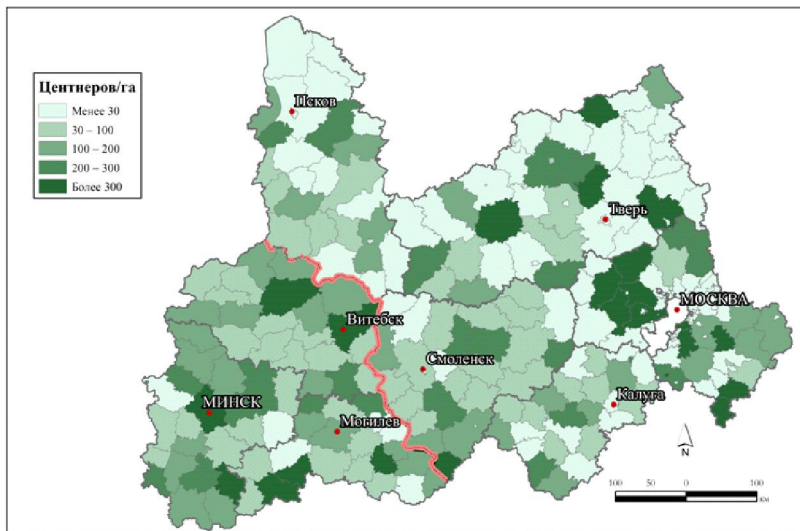 Центнеров/га
Менее 30
30 – 100
100 – 200
200 – 300
Более 300
Псков
Тверь
МОСКВА
Витебск
Смоленск
МИНСК
Калуга
Могилев
N
100 50 0 100
км